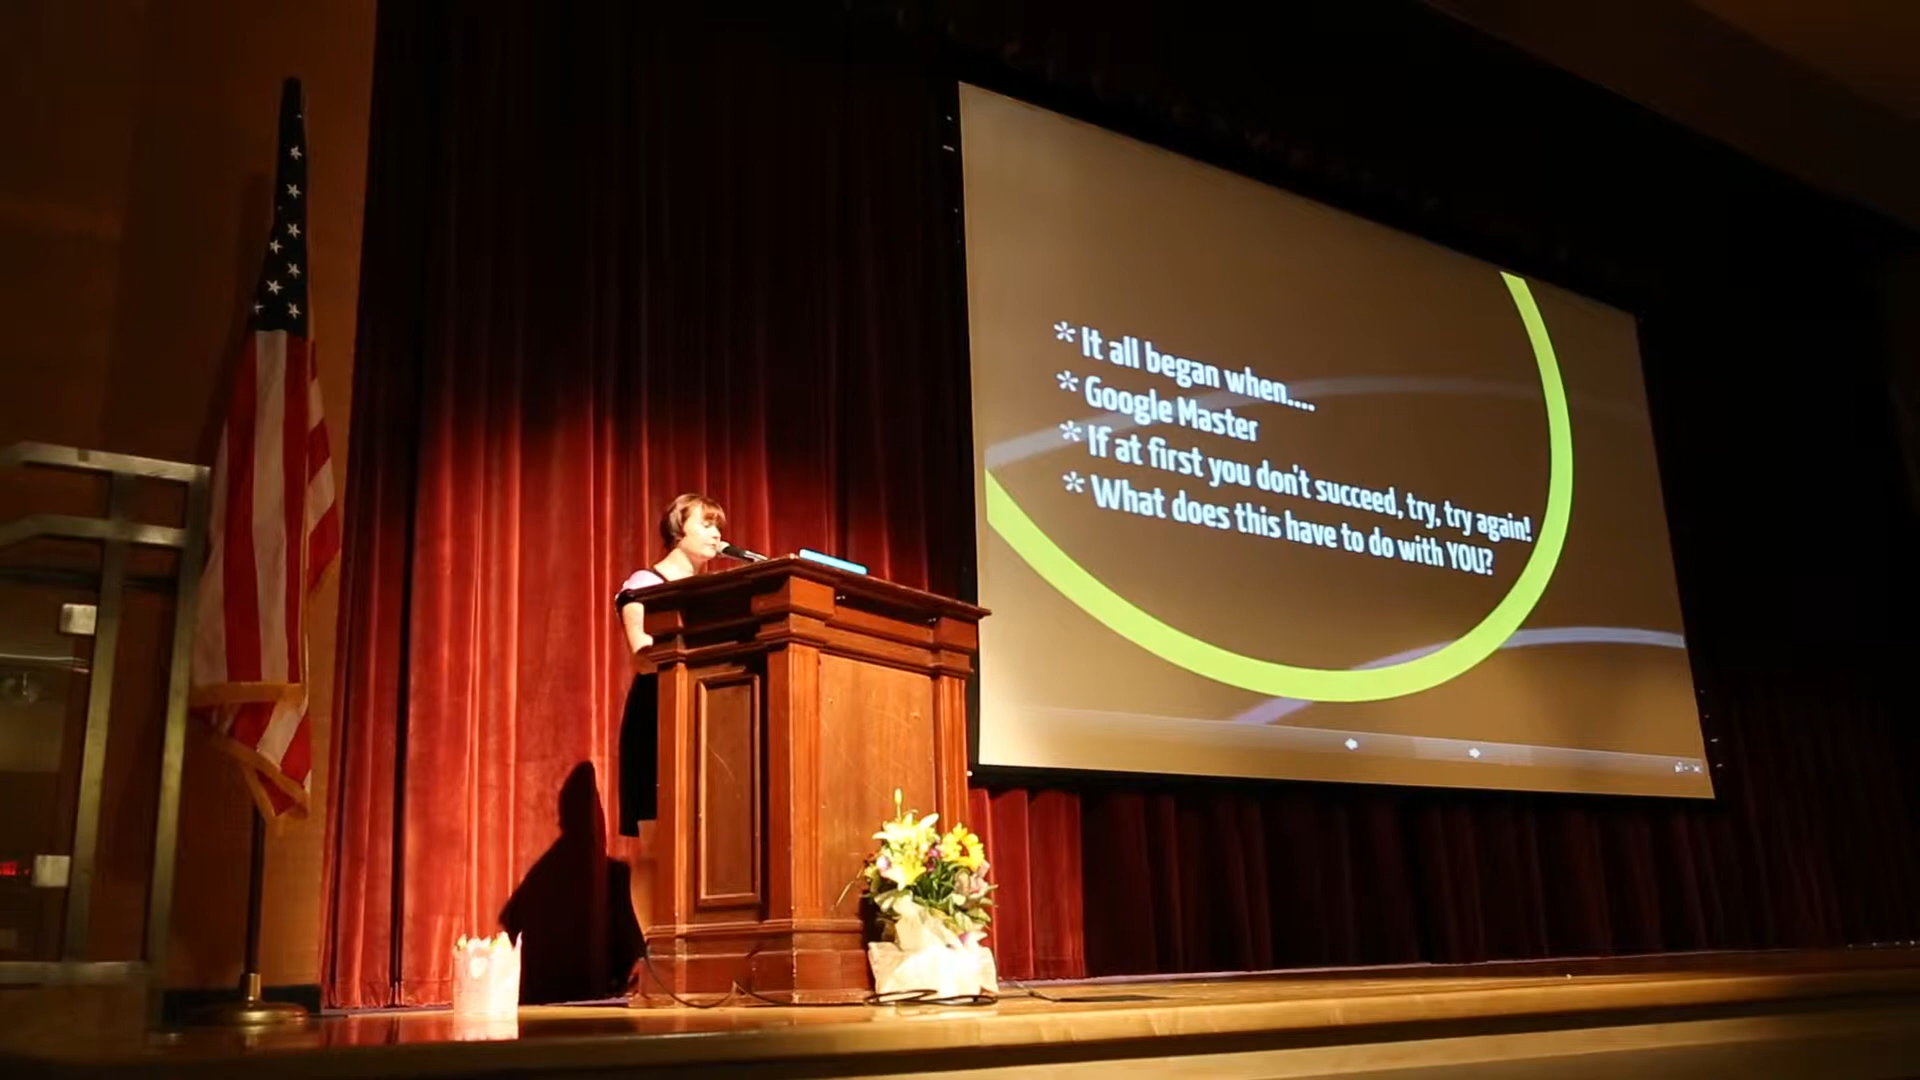 * It all began when....
* Google Master
* If at first you don't succeed, try, try again!
* What does this have to do with YOU?